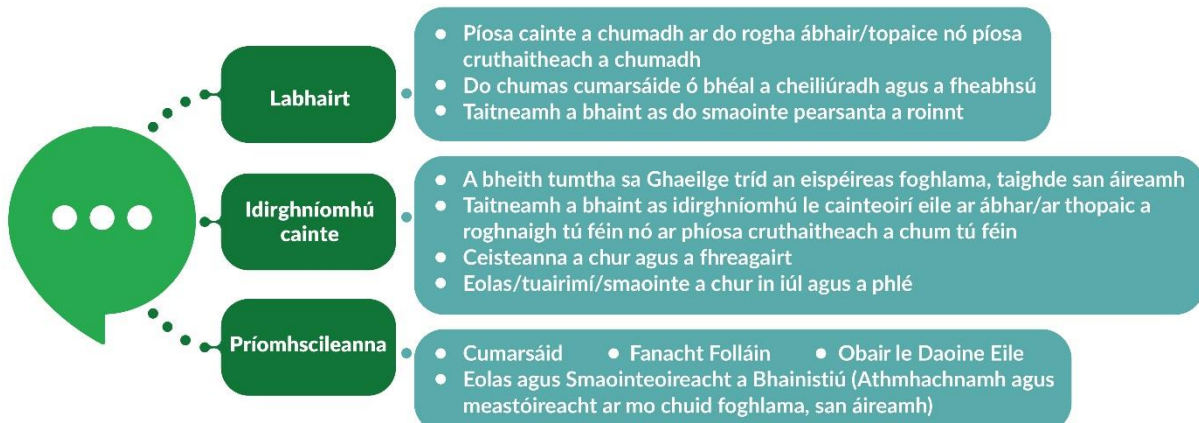 Labhairt
• Píosa cainte a chumadh ar do rogha ábhair/topaice nó píosa
cruthaitheach a chumadh
• Do chumas cumarsáide ó bhéal a cheiliúradh agus a fheabhsú
• Taitneamh a bhaint as do smaointe pearsanta a roinnt
Idirghníomhú
cainte
• A bheith tumtha sa Ghaeilge tríd an eispéireas foghlama, taighde san áireamh
• Taitneamh a bhaint as idirghníomhú le cainteoirí eile ar ábhar/ar thopaic a
roghnaigh tú féin nó ar phíosa cruthaitheach a chum tú féin
• Ceisteanna a chur agus a fhreagairt
• Eolas/tuairimí/smaointe a chur in iúl agus a phlé
Príomhscileanna
• Cumarsáid • Fanacht Folláin • Obair le Daoine Eile
• Eolas agus Smaointeoireacht a Bhainistiú (Athmhachnamh agus
meastóireacht ar mo chuid foghlama, san áireamh)